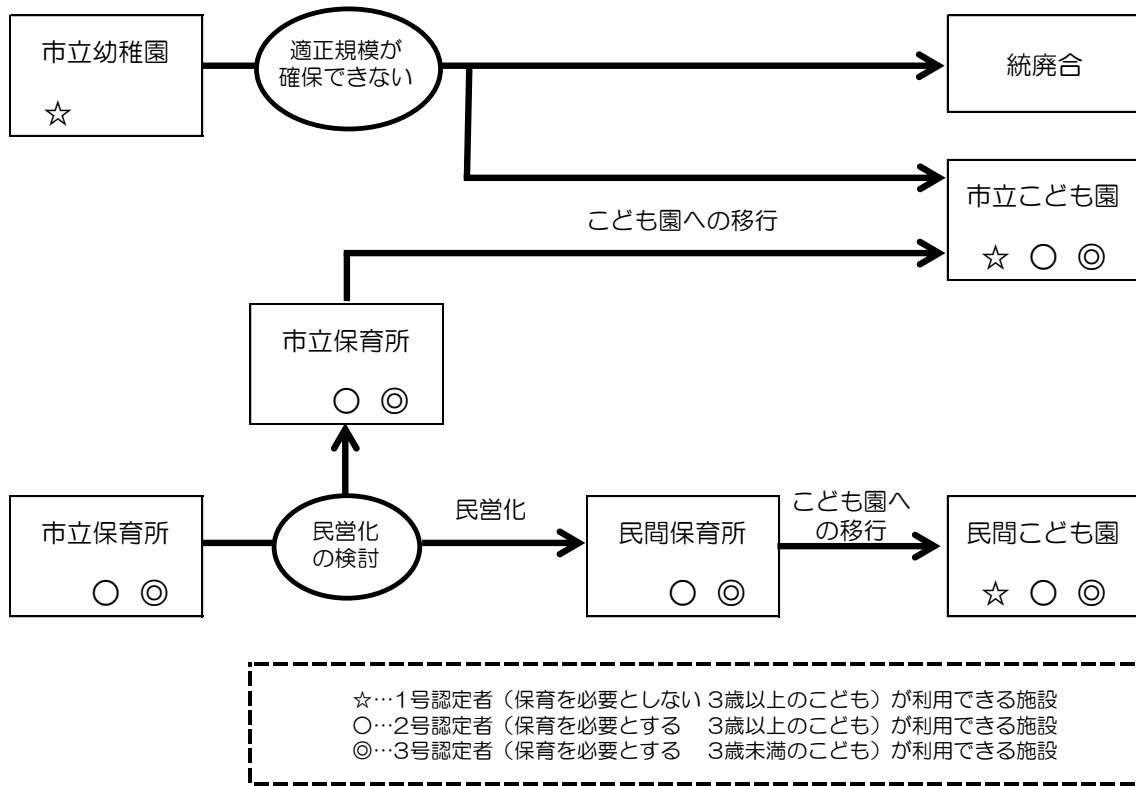 市立幼稚園
☆
適正規模が
確保できない
統廃合
市立こども園
☆ ○ ◎
こども園への移行
市立保育所
○ ◎
市立保育所
○ ◎
民営化
の検討
民営化
民間保育所
○ ◎
こども園へ
の移行
民間こども園
☆ ○ ◎
☆…1号認定者（保育を必要としない 3歳以上のこども）が利用できる施設
○…2号認定者（保育を必要とする　3歳以上のこども）が利用できる施設
◎…3号認定者（保育を必要とする　3歳未満のこども）が利用できる施設